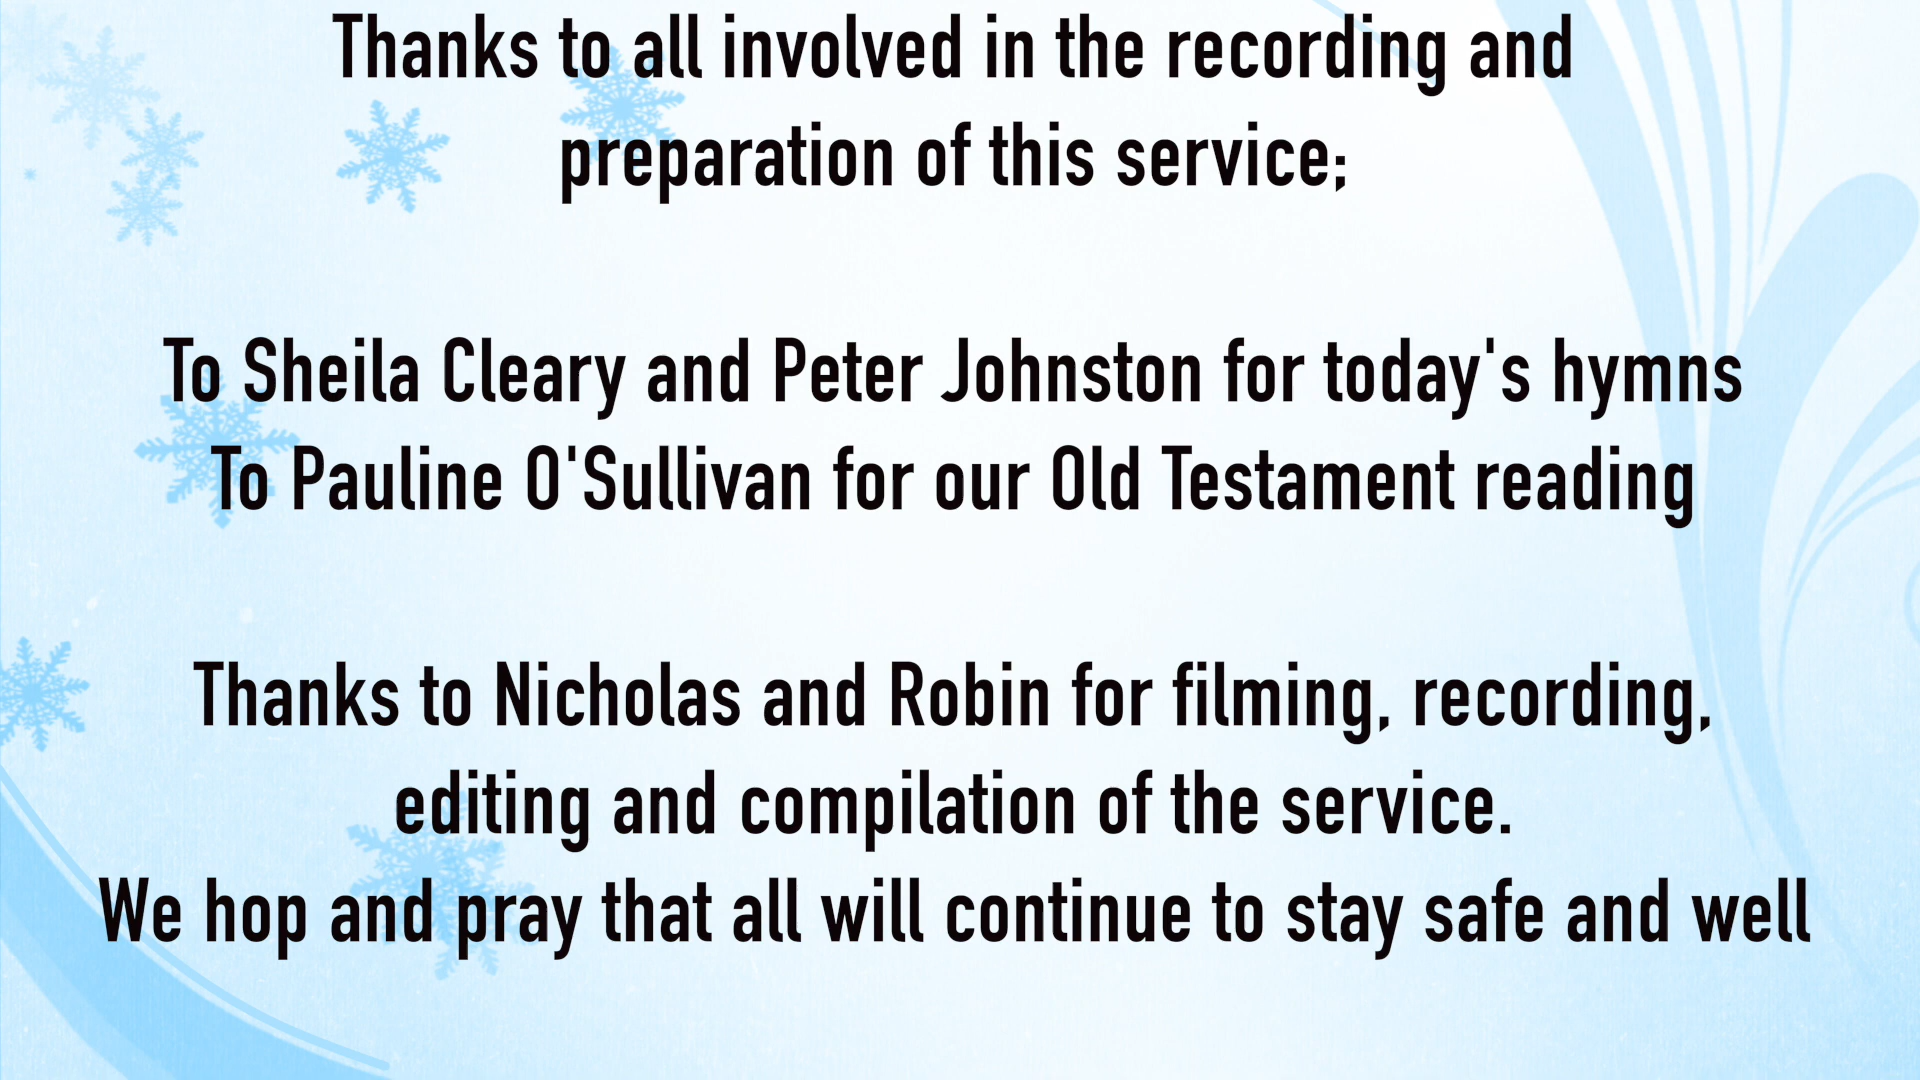 Thanks to all involved in the recording and
preparation of this service;
To Sheila Cleary and Peter Johnston for today's hymns
To Pauline O'Sullivan for our Old Testament reading
Thanks to Nicholas and Robin for filming, recording,
editing and compilation of the service.
We hop and pray that all will continue to stay safe and well